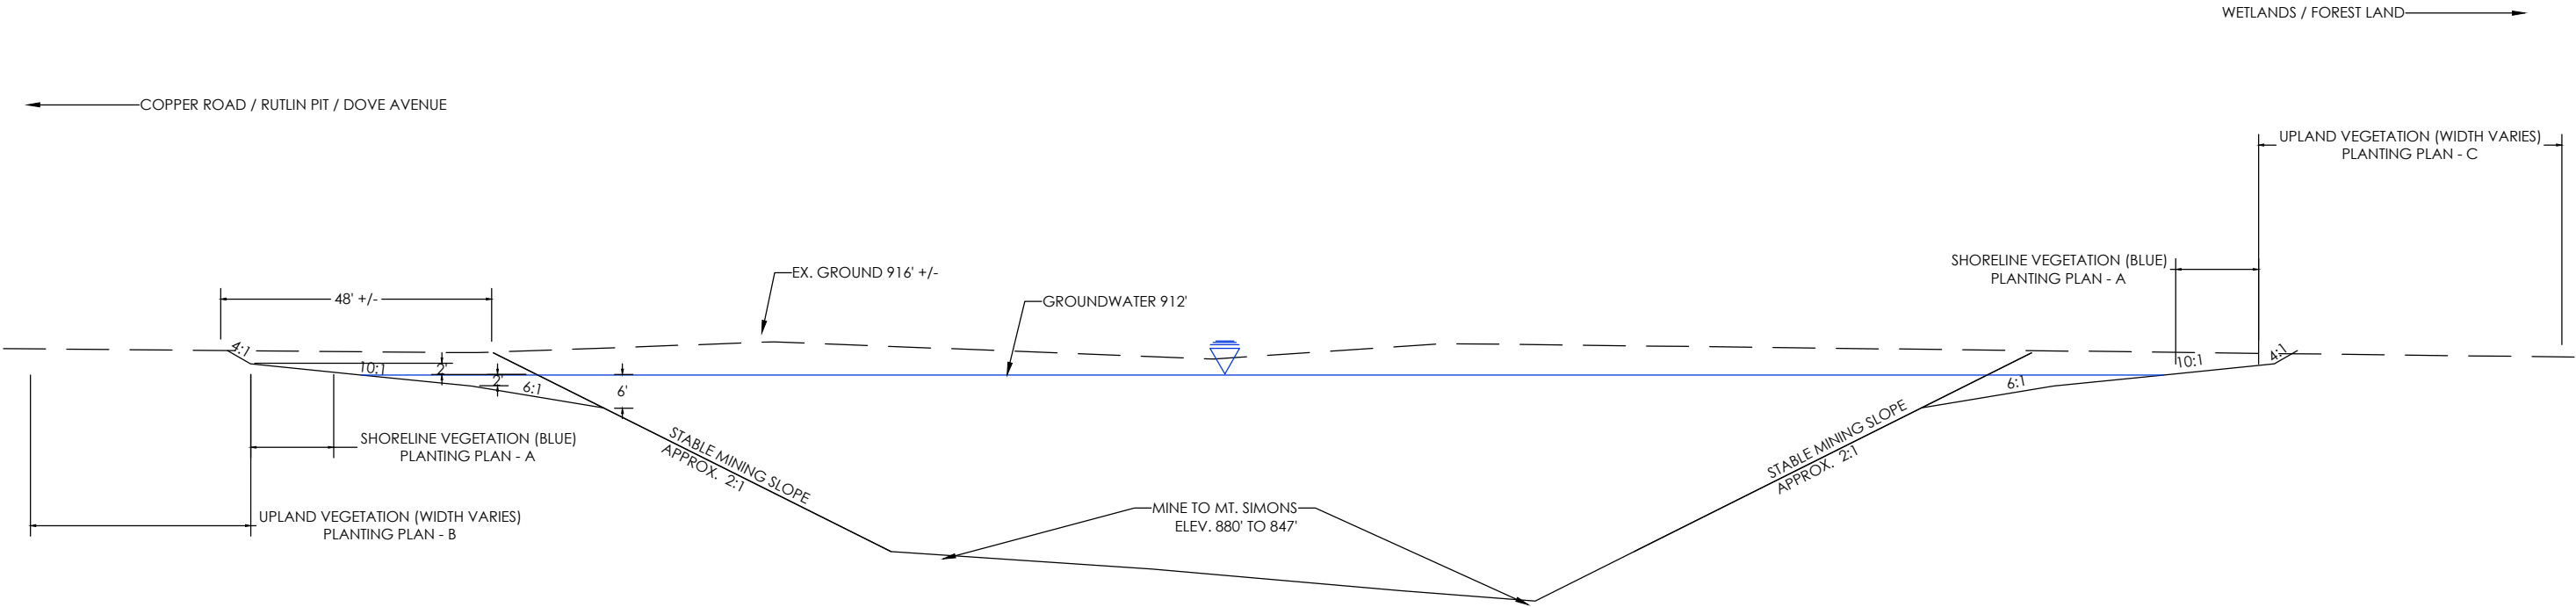 WETLANDS / FOREST LAND
COPPER ROAD / RUTLIN PIT / DOVE AVENUE
UPLAND VEGETATION (WIDTH VARIES)
PLANTING PLAN - C
SHORELINE VEGETATION (BLUE)
PLANTING PLAN - A
EX. GROUND 916' +/-
48' +/-
GROUNDWATER 912'
4:1
10:1
2'
2'
6:1
6'
6:1
10:1
4:1
SHORELINE VEGETATION (BLUE)
PLANTING PLAN - A
STABLE MINING SLOPE
APPROX. 2:1
STABLE MINING SLOPE
APPROX. 2:1
UPLAND VEGETATION (WIDTH VARIES)
PLANTING PLAN - B
MINE TO MT. SIMONS
ELEV. 880' TO 847'